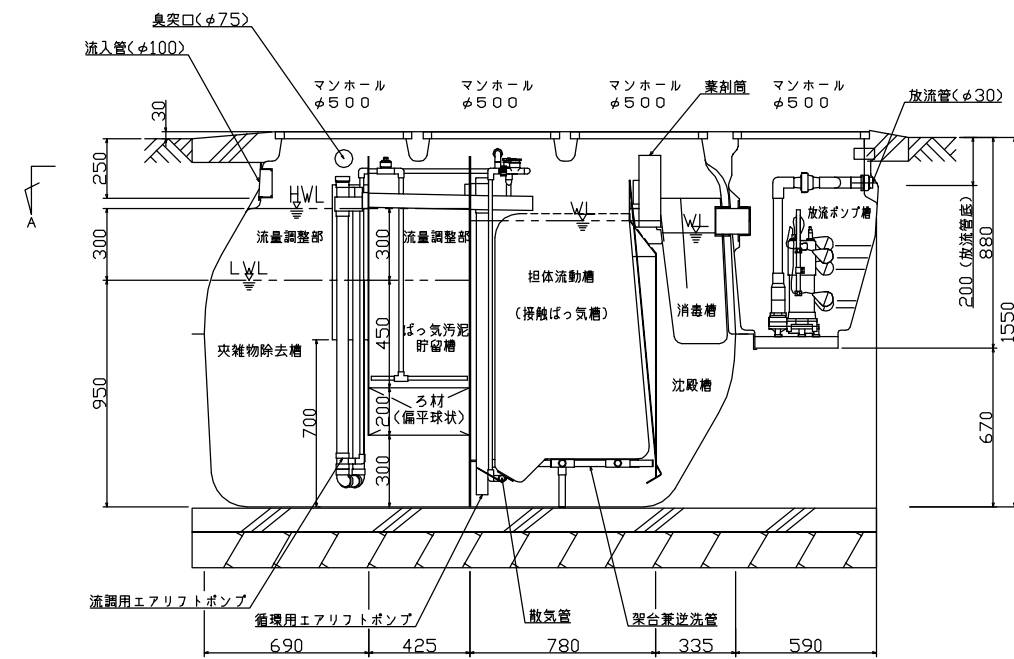 臭突口(φ75)
流入管(φ100)
マンホール
φ500
マンホール
φ500
マンホール
φ500
薬剤筒
マンホール
φ500
放流管(φ30)
30
250
A
HWL
流量調整部
流量調整部
WL
WL
放流ポンプ槽
300
300
LWL
担体流動槽
(接触ばっ気槽)
消毒槽
200(放流管底)
880
1550
夾雑物除去槽
450
ばっ気汚泥
貯留槽
沈殿槽
950
700
200
ろ材
(偏平球状)
300
670
流調用エアリフトポンプ
循環用エアリフトポンプ
散気管
架台兼逆洗管
690
425
780
335
590